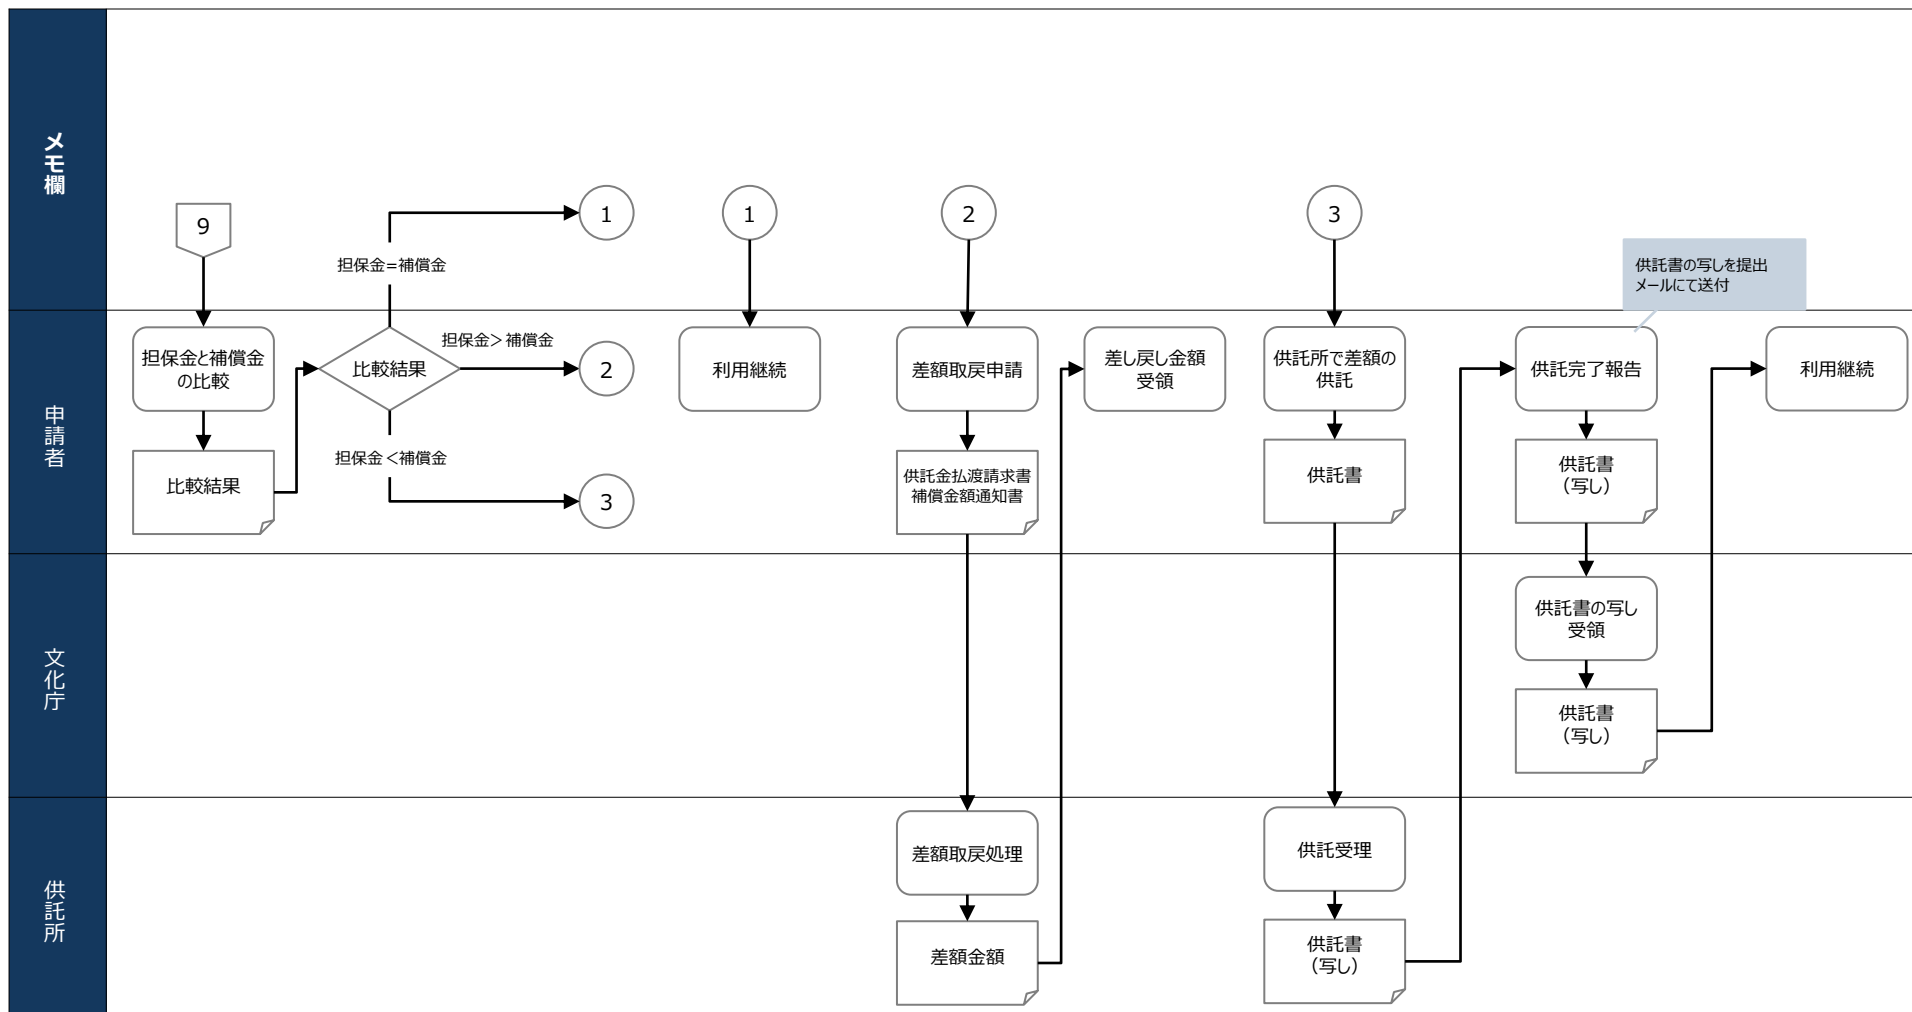 メモ欄
9
担保金=補償金
1
1
2
3
供託書の写しを提出
メールにて送付
申請者
担保金と補償金
の比較
比較結果
比較結果
担保金＞補償金
2
担保金＜補償金
3
利用継続
差額取戻申請
供託金払渡請求書
補償金額通知書
差し戻し金額
受領
供託所で差額の
供託
供託書
供託完了報告
供託書
（写し）
利用継続
文化庁
供託書の写し
受領
供託書
（写し）
供託所
差額取戻処理
差額金額
供託受理
供託書
（写し）